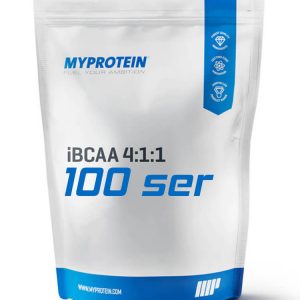 MYPROTEIN
FUEL YOUR AMBITION
iBCAA 4:1:1
100 ser
WWW.MYPROTEIN.COM